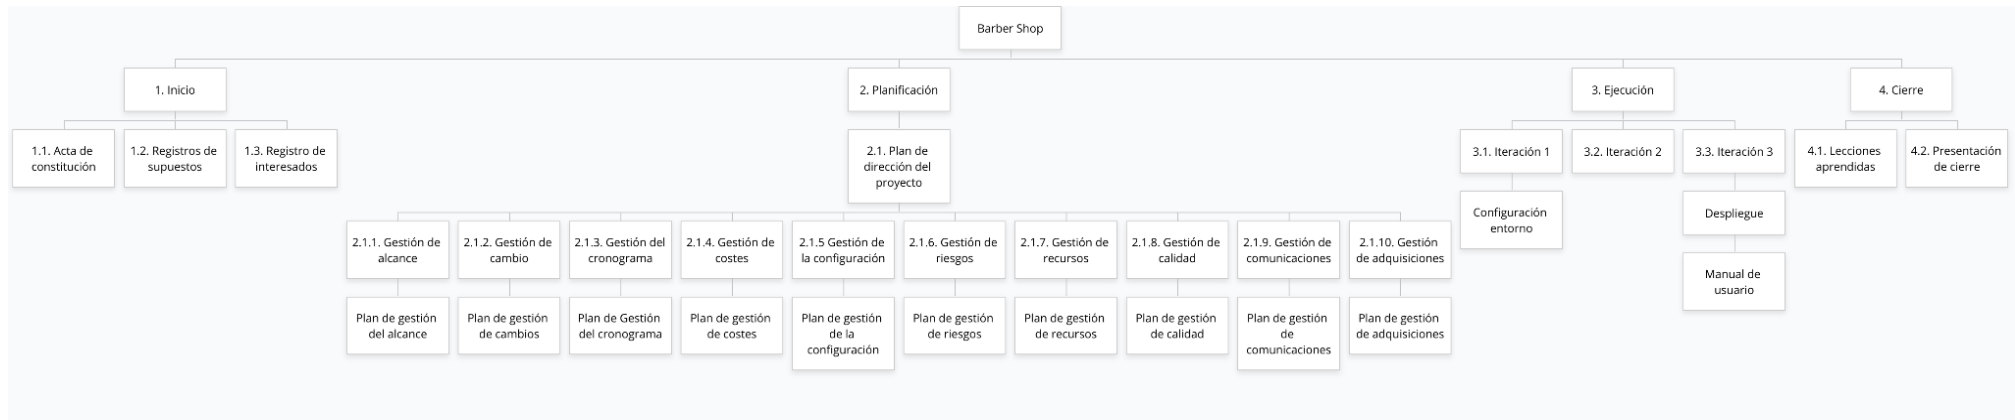 Barber Shop
1. Inicio
2. Planificación
3. Ejecución
4. Cierre
1.1. Acta de
constitución
1.2. Registros de
supuestos
1.3. Registro de
interesados
2.1. Plan de
dirección del
proyecto
3.1. Iteración 1
3.2. Iteración 2
3.3. Iteración 3
4.1. Lecciones
aprendidas
4.2. Presentación
de cierre
Configuración
entorno
Despliegue
2.1.1. Gestión de
alcance
2.1.2. Gestión de
cambio
2.1.3. Gestión del
cronograma
2.1.4. Gestión de
costes
2.1.5 Gestión de
la configuración
2.1.6. Gestión de
riesgos
2.1.7. Gestión de
recursos
2.1.8. Gestión de
calidad
2.1.9. Gestión de
comunicaciones
2.1.10. Gestión
de adquisiciones
Manual de
usuario
Plan de gestión
del alcance
Plan de gestión
de cambios
Plan de Gestión
del cronograma
Plan de gestión
de costes
Plan de gestión
de la
configuración
Plan de gestión
de riesgos
Plan de gestión
de recursos
Plan de gestión
de calidad
Plan de gestión
de
comunicaciones
Plan de gestión
de adquisiciones